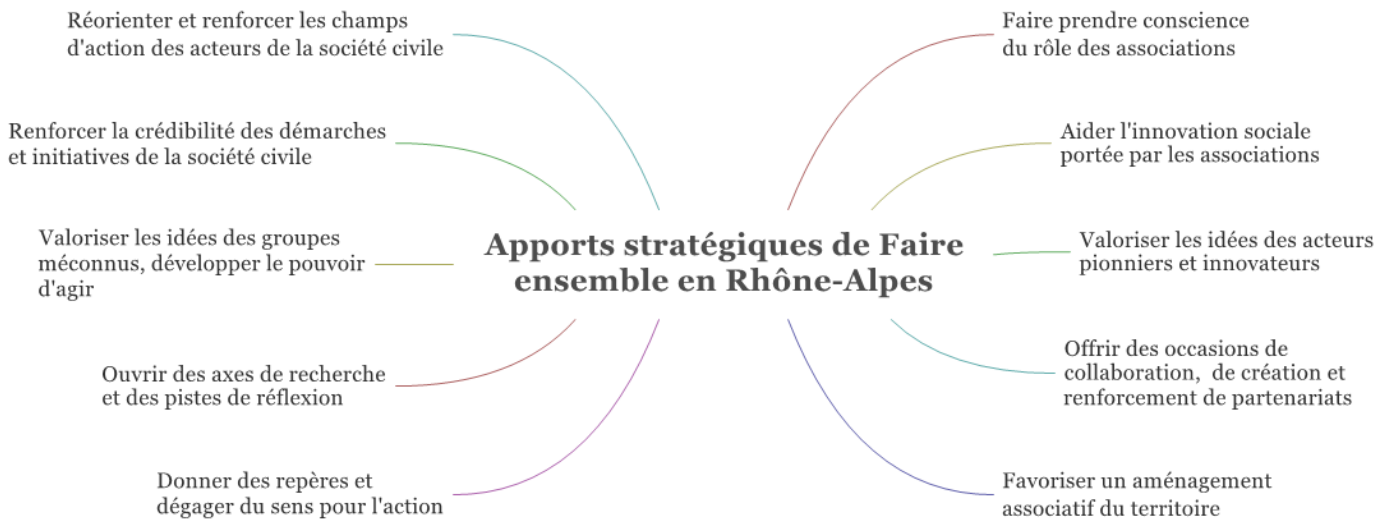 Réorienter et renforcer les champs
d'action des acteurs de la société civile
Renforcer la crédibilité des démarches
et initiatives de la société civile
Valoriser les idées des groupes
méconnus, développer le pouvoir
d'agir
Ouvrir des axes de recherche
et des pistes de réflexion
Donner des repères et
dégager du sens pour l'action
Apports stratégiques de Faire
ensemble en Rhône-Alpes
Faire prendre conscience
du rôle des associations
Aider l'innovation sociale
portée par les associations
Valoriser les idées des acteurs
pionniers et innovateurs
Offrir des occasions de
collaboration,  de création et
renforcement de partenariats
Favoriser un aménagement
associatif du territoire